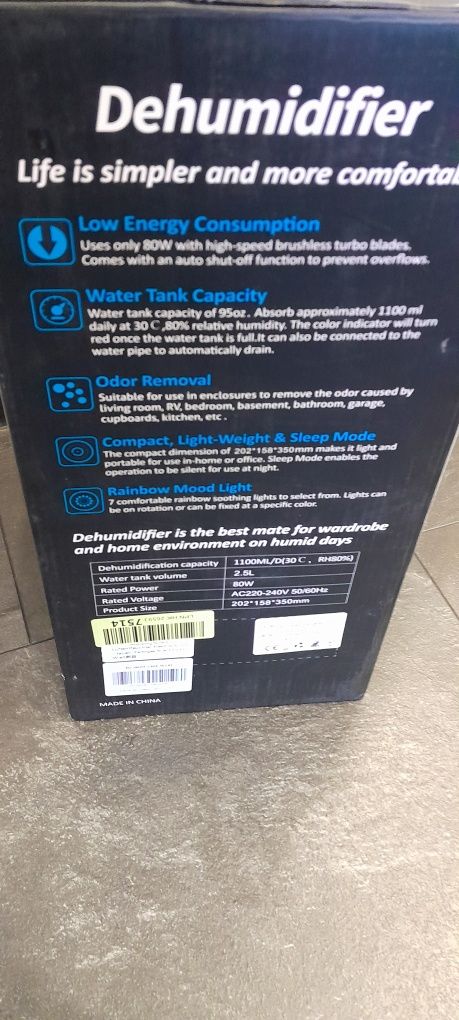 Dehumidifier
Life is simpler and more
Low Energy Consumption
Uses only 80W with high-speed brushless turbo blades.
Comes with an auto shut-off function to prevent overflows.
Water Tank Capacity
Water tank capacity of 95oz. Absorb approximately 1100 ml
daily at 30 C ,80% relative humidity. The color indicator will turn
red once the water tank is full.It can also be connected to the
water pipe to automatically drain.
Odor Removal
Suitable for use in enclosures to remove the odor caused by
living room, RV, bedroom, basement, bathroom, garage,
cupboards, kitchen, etc .
Compact, Light-Weight & Sleep Mode
The compact dimension of 202*158*350mm makes it light and
portable for use in-home or office. Sleep Mode enables the
operation to be silent for use at night.
Rainbow Mood Light
7 comfortable rainbow soothing lights to select from. Lights can
be on rotation or can be fixed at a specific color.
Dehumidifier is the best mate for wardrobe
and home environment on humid days
Dehumidification capacity 1100ML/D(30 C , RH80%)
Water tank volume 2.5L
Rated Power 80W
Rated Voltage AC220-240V 50/60Hz
Product Size 202*158*350mm
7514
MADE IN CHINA